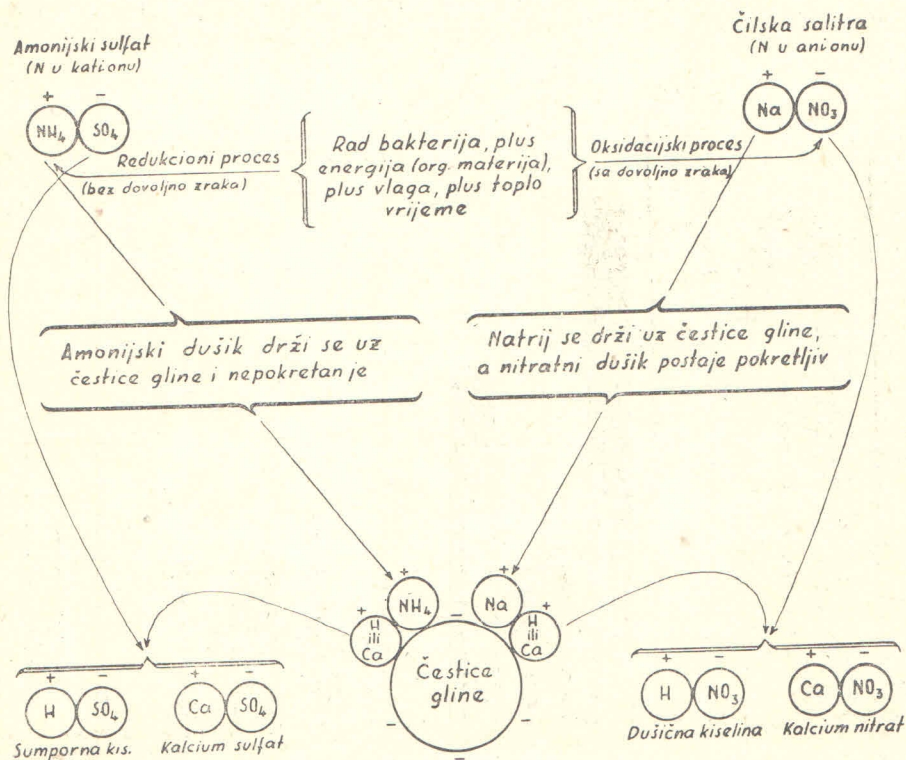 Amonijski sulfat
(N u kationu)
+ −
NH₄ SO₄
Čilska salitra
(N u anionu)
+ −
Na NO₃
Redukcioni proces
(bez dovoljno zraka)
Rad bakterija, plus
energija (org. materija),
plus vlaga, plus toplo
vrijeme
Oksidacijski proces
(sa dovoljno zraka)
Amonijski dušik drži se uz
čestice gline i nepokretan je
Natrij se drži uz čestice gline,
a nitratni dušik postaje pokretljiv
+ NH₄
+ H
ili
Ca
+ Na
+ H
ili
Ca
−
Čestica
gline
− −
−
+ −
H SO₄
Sumporna kis.
+ −
Ca SO₄
Kalcium sulfat
+ −
H NO₃
Dušična kiselina
+ −
Ca NO₃
Kalcium nitrat